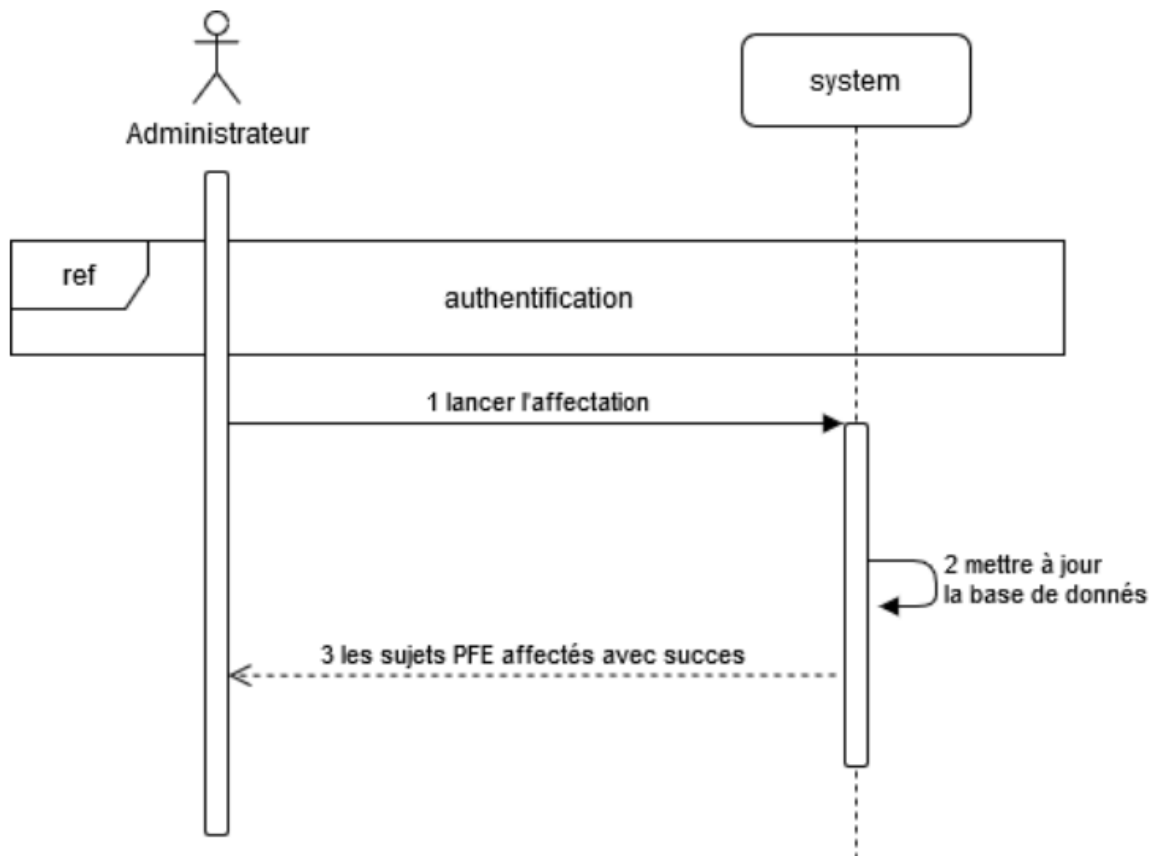 system
Administrateur
ref
authentification
1 lancer l'affectation
2 mettre à jour
la base de donnés
3 les sujets PFE affectés avec succes